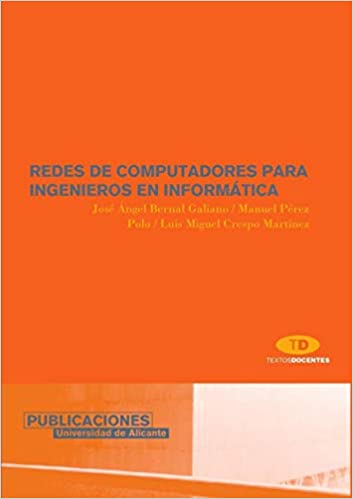 REDES DE COMPUTADORES PARA
INGENIEROS EN INFORMÁTICA
José Ángel Bernal Galiano / Manuel Pérez
Polo / Luis Miguel Crespo Martínez
TD
TEXTOSDOCENTES
PUBLICACIONES
Universidad de Alicante